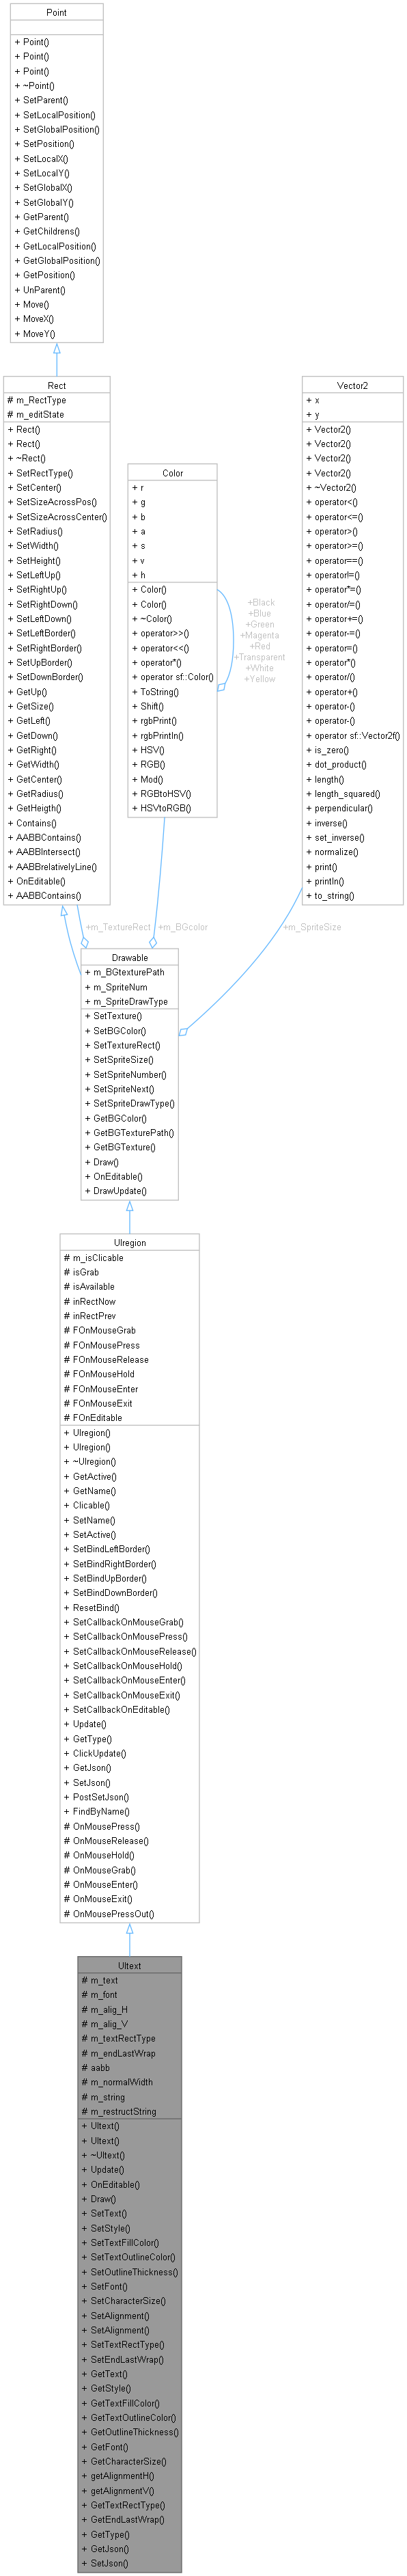 Point
+ Point()
+ Point()
+ Point()
+ ~Point()
+ SetParent()
+ SetLocalPosition()
+ SetGlobalPosition()
+ SetPosition()
+ SetLocalX()
+ SetLocalY()
+ SetGlobalX()
+ SetGlobalY()
+ GetParent()
+ GetChildrens()
+ GetLocalPosition()
+ GetGlobalPosition()
+ GetPosition()
+ UnParent()
+ Move()
+ MoveX()
+ MoveY()
Rect
# m_RectType
# m_editState
+ Rect()
+ Rect()
+ ~Rect()
+ SetRectType()
+ SetCenter()
+ SetSizeAcrossPos()
+ SetSizeAcrossCenter()
+ SetRadius()
+ SetWidth()
+ SetHeight()
+ SetLeftUp()
+ SetRightUp()
+ SetRightDown()
+ SetLeftDown()
+ SetLeftBorder()
+ SetRightBorder()
+ SetUpBorder()
+ SetDownBorder()
+ GetUp()
+ GetSize()
+ GetLeft()
+ GetDown()
+ GetRight()
+ GetWidth()
+ GetCenter()
+ GetRadius()
+ GetHeigth()
+ Contains()
+ AABBContains()
+ AABBIntersect()
+ AABBrelativelyLine()
+ OnEditable()
+ AABBContains()
Color
+ r
+ g
+ b
+ a
+ s
+ v
+ h
+ Color()
+ Color()
+ ~Color()
+ operator>>()
+ operator<<()
+ operator*()
+ operator sf::Color()
+ ToString()
+ Shift()
+ rgbPrint()
+ rgbPrintln()
+ HSV()
+ RGB()
+ Mod()
+ RGBtoHSV()
+ HSVtoRGB()
+Black
+Blue
+Green
+Magenta
+Red
+Transparent
+White
+Yellow
Vector2
+ x
+ y
+ Vector2()
+ Vector2()
+ Vector2()
+ Vector2()
+ ~Vector2()
+ operator<()
+ operator<=()
+ operator>()
+ operator>=()
+ operator==()
+ operator!=()
+ operator*=()
+ operator/=()
+ operator+=()
+ operator-=()
+ operator=()
+ operator*()
+ operator/()
+ operator+()
+ operator-()
+ operator-()
+ operator sf::Vector2f()
+ is_zero()
+ dot_product()
+ length()
+ length_squared()
+ perpendicular()
+ inverse()
+ set_inverse()
+ normalize()
+ print()
+ println()
+ to_string()
+m_TextureRect
+m_BGcolor
+m_SpriteSize
Drawable
+ m_BGtexturePath
+ m_SpriteNum
+ m_SpriteDrawType
+ SetTexture()
+ SetBGColor()
+ SetTextureRect()
+ SetSpriteSize()
+ SetSpriteNumber()
+ SetSpriteNext()
+ SetSpriteDrawType()
+ GetBGColor()
+ GetBGTexturePath()
+ GetBGTexture()
+ Draw()
+ OnEditable()
+ DrawUpdate()
UIregion
# m_isClicable
# isGrab
# isAvailable
# inRectNow
# inRectPrev
# FOnMouseGrab
# FOnMousePress
# FOnMouseRelease
# FOnMouseHold
# FOnMouseEnter
# FOnMouseExit
# FOnEditable
+ UIregion()
+ UIregion()
+ ~UIregion()
+ GetActive()
+ GetName()
+ Clicable()
+ SetName()
+ SetActive()
+ SetBindLeftBorder()
+ SetBindRightBorder()
+ SetBindUpBorder()
+ SetBindDownBorder()
+ ResetBind()
+ SetCallbackOnMouseGrab()
+ SetCallbackOnMousePress()
+ SetCallbackOnMouseRelease()
+ SetCallbackOnMouseHold()
+ SetCallbackOnMouseEnter()
+ SetCallbackOnMouseExit()
+ SetCallbackOnEditable()
+ Update()
+ GetType()
+ ClickUpdate()
+ GetJson()
+ SetJson()
+ PostSetJson()
+ FindByName()
# OnMousePress()
# OnMouseRelease()
# OnMouseHold()
# OnMouseGrab()
# OnMouseEnter()
# OnMouseExit()
# OnMousePressOut()
UItext
# m_text
# m_font
# m_alig_H
# m_alig_V
# m_textRectType
# m_endLastWrap
# aabb
# m_normalWidth
# m_string
# m_restructString
+ UItext()
+ UItext()
+ ~UItext()
+ Update()
+ OnEditable()
+ Draw()
+ SetText()
+ SetStyle()
+ SetTextFillColor()
+ SetTextOutlineColor()
+ SetOutlineThickness()
+ SetFont()
+ SetCharacterSize()
+ SetAlignment()
+ SetAlignment()
+ SetTextRectType()
+ SetEndLastWrap()
+ GetText()
+ GetStyle()
+ GetTextFillColor()
+ GetTextOutlineColor()
+ GetOutlineThickness()
+ GetFont()
+ GetCharacterSize()
+ getAlignmentH()
+ getAlignmentV()
+ GetTextRectType()
+ GetEndLastWrap()
+ GetType()
+ GetJson()
+ SetJson()